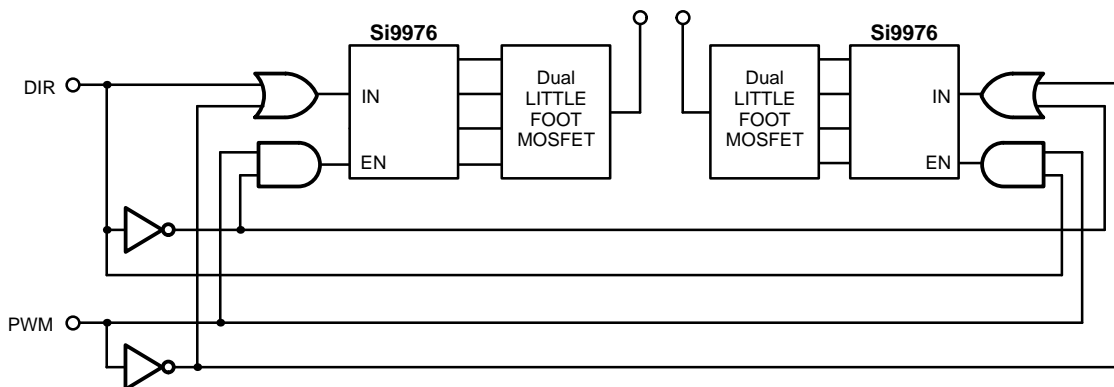 Si9976
Si9976
DIR
IN
EN
Dual
LITTLE
FOOT
MOSFET
Dual
LITTLE
FOOT
MOSFET
IN
EN
PWM